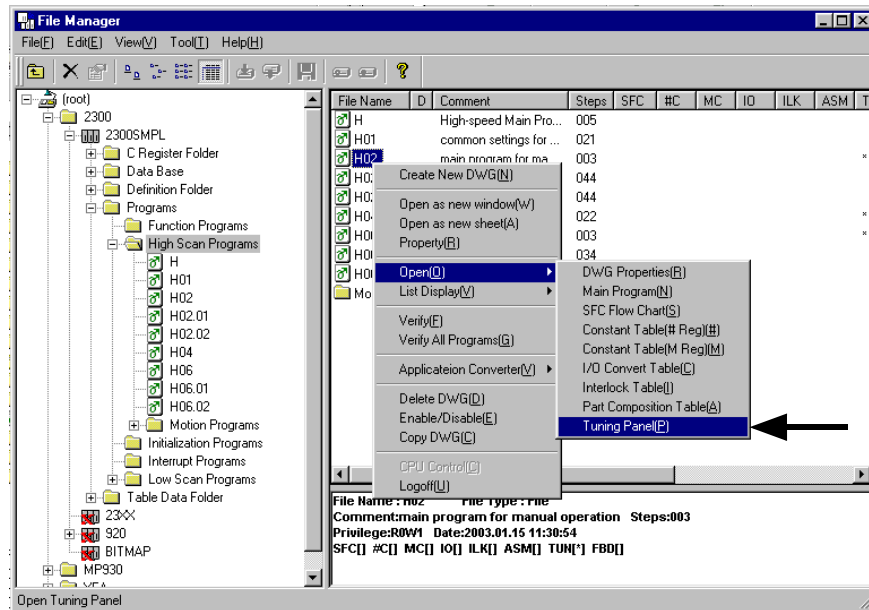 File Manager
File(F) Edit(E) View(V) Tool(T) Help(H)
(root)
2300
2300SMPL
C Register Folder
Data Base
Definition Folder
Programs
Function Programs
High Scan Programs
H
H01
H02
H02.01
H02.02
H04
H06
H06.01
H06.02
Motion Programs
Initialization Programs
Interrupt Programs
Low Scan Programs
Table Data Folder
23XX
920
BITMAP
MP930
File Name D Comment Steps SFC #C MC IO ILK ASM T
H High-speed Main Pro... 005
H01 common settings for ... 021
H02 main program for ma 003 *
044
044
022 *
003 *
034
Mo
Create New DWG(N)
Open as new window(W)
Open as new sheet(A)
Property(R)
Open(O)
List Display(V)
Verify(F)
Verify All Programs(G)
Applicateion Converter(V)
Delete DWG(D)
Enable/Disable(E)
Copy DWG(C)
CPU Control(C)
Logoff(U)
DWG Properties(R)
Main Program(N)
SFC Flow Chart(S)
Constant Table(# Reg)(#)
Constant Table(M Reg)(M)
I/O Convert Table(C)
Interlock Table(I)
Part Composition Table(A)
Tuning Panel(P)
File Name : H02 File Type : File
Comment:main program for manual operation Steps:003
Privilege:R0W1 Date:2003.01.15 11:30:54
SFC[] #C[] MC[] IO[] ILK[] ASM[] TUN[*] FBD[]
Open Tuning Panel